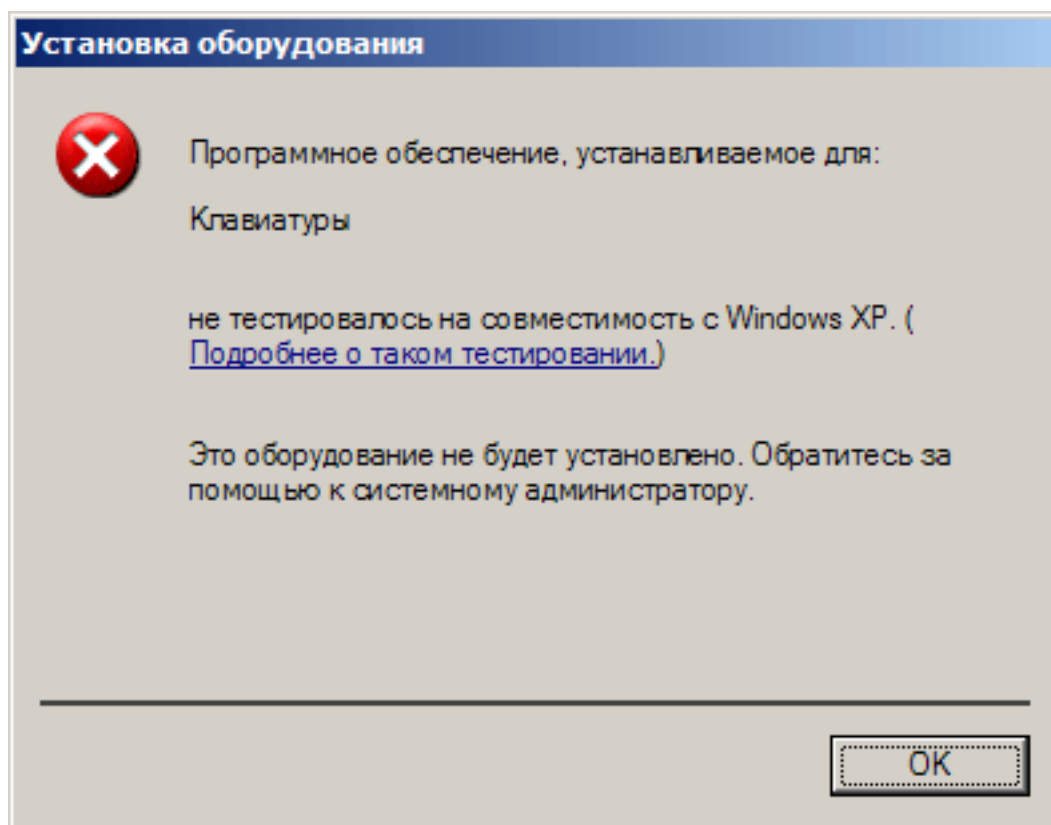 Установка оборудования
Программное обеспечение, устанавливаемое для:
Клавиатуры
не тестировалось на совместимость с Windows XP. (
Подробнее о таком тестировании.)
Это оборудование не будет установлено. Обратитесь за
помощью к системному администратору.
OK